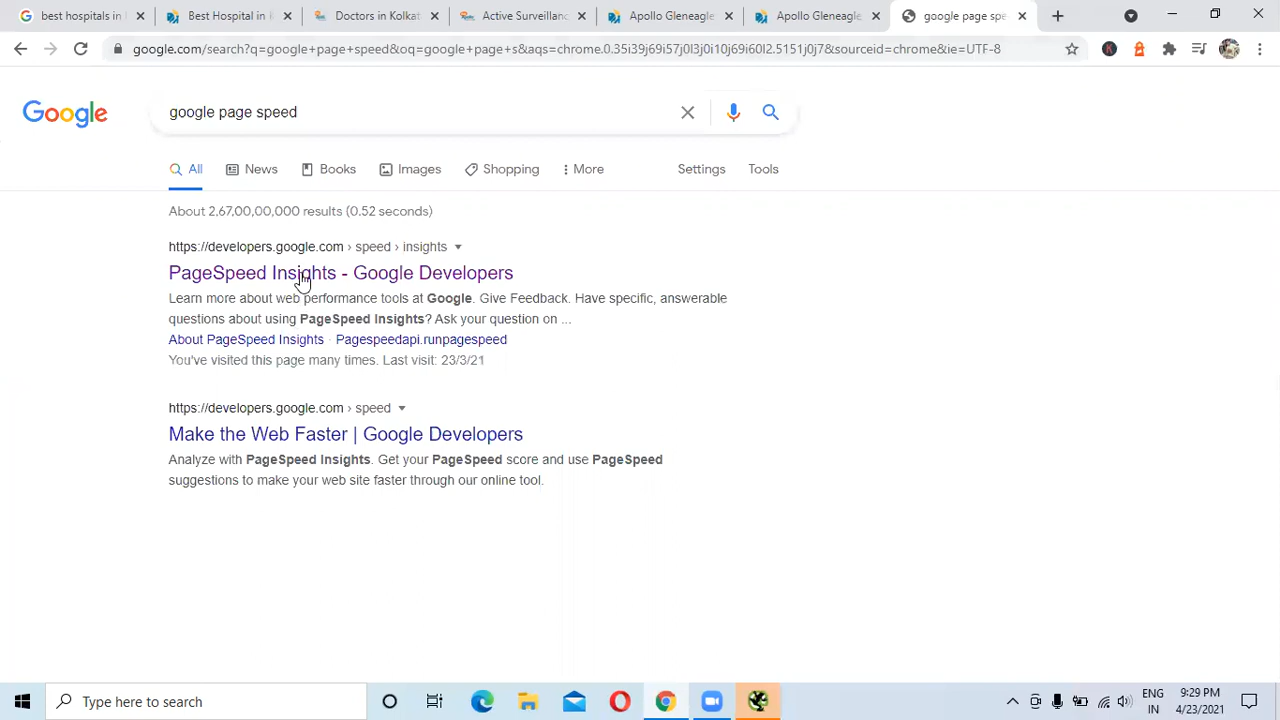 best hospitals in
Best Hospital in
Doctors in Kolkat
Active Surveillanc
Apollo Gleneagle
Apollo Gleneagle
google page spe
google.com/search?q=google+page+speed&oq=google+page+s&aqs=chrome.0.35i39j69i57j0l3j0i10j69i60l2.5151j0j7&sourceid=chrome&ie=UTF-8
Google
google page speed
All
News
Books
Images
Shopping
More
Settings
Tools
About 2,67,00,00,000 results (0.52 seconds)
https://developers.google.com › speed › insights
PageSpeed Insights - Google Developers
Learn more about web performance tools at Google. Give Feedback. Have specific, answerable
questions about using PageSpeed Insights? Ask your question on ...
About PageSpeed Insights · Pagespeedapi.runpagespeed
You've visited this page many times. Last visit: 23/3/21
https://developers.google.com › speed
Make the Web Faster | Google Developers
Analyze with PageSpeed Insights. Get your PageSpeed score and use PageSpeed
suggestions to make your web site faster through our online tool.
Type here to search
ENG
IN
9:29 PM
4/23/2021